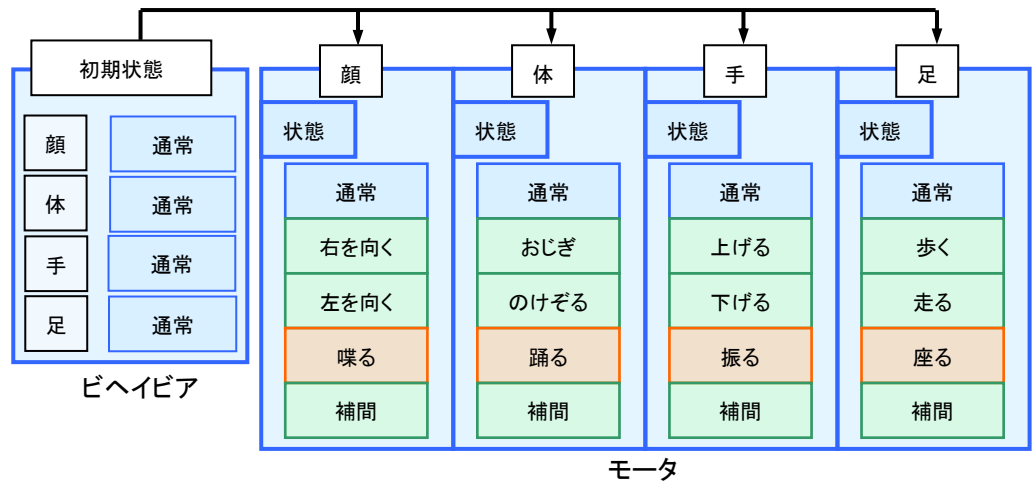 初期状態
顔
通常
体
通常
手
通常
足
通常
ビヘイビア
顔
状態
通常
右を向く
左を向く
喋る
補間
体
状態
通常
おじぎ
のけぞる
踊る
補間
手
状態
通常
上げる
下げる
振る
補間
足
状態
通常
歩く
走る
座る
補間
モータ